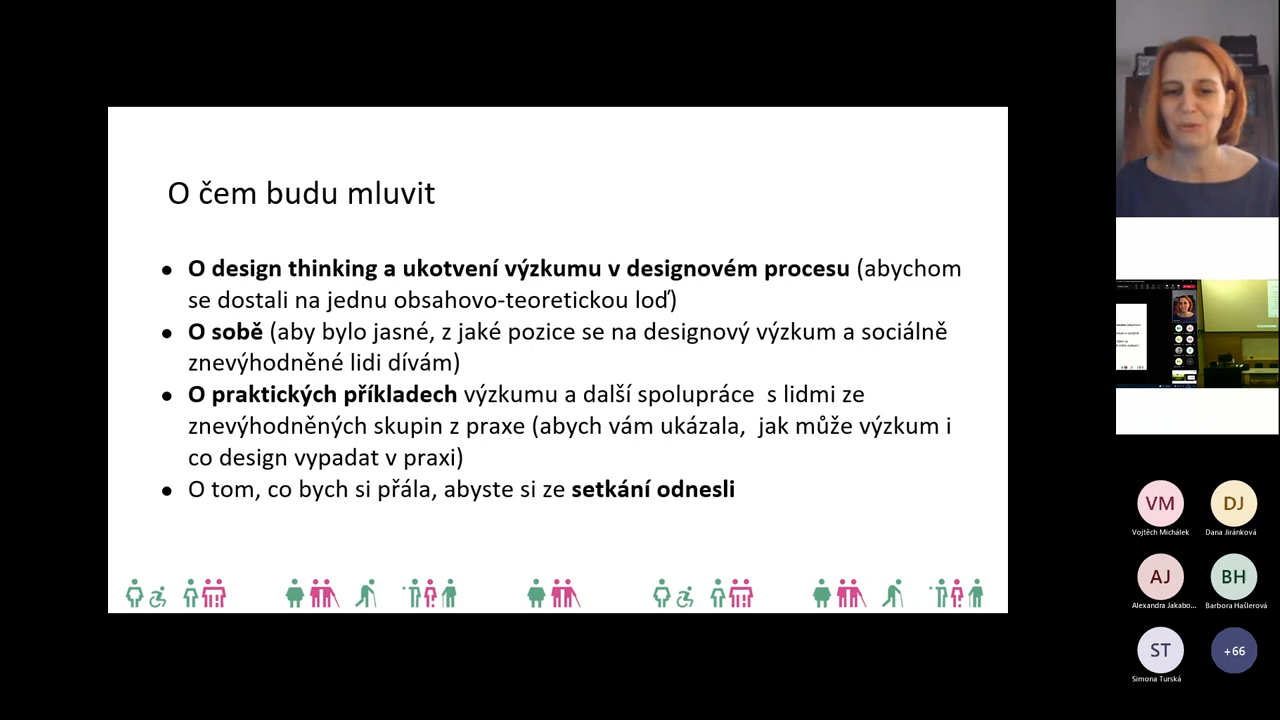 O čem budu mluvit
● O design thinking a ukotvení výzkumu v designovém procesu (abychom
se dostali na jednu obsahovo-teoretickou loď)
● O sobě (aby bylo jasné, z jaké pozice se na designový výzkum a sociálně
znevýhodněné lidi dívám)
● O praktických příkladech výzkumu a další spolupráce  s lidmi ze
znevýhodněných skupin z praxe (abych vám ukázala,  jak může výzkum i
co design vypadat v praxi)
● O tom, co bych si přála, abyste si ze setkání odnesli
VM
DJ
Vojtěch Michálek
Dana Jiránková
AJ
BH
Alexandra Jakabo...
Barbora Hašlerová
ST
+66
Simona Turská